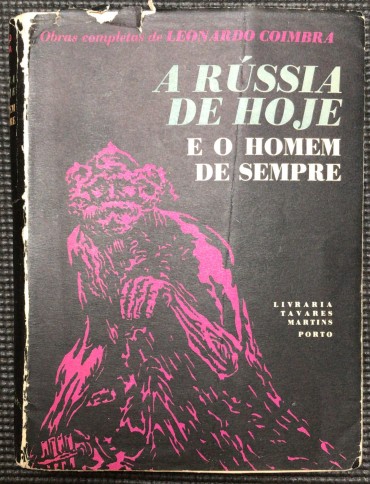 Obras completas de LEONARDO COIMBRA
A RÚSSIA
DE HOJE
E O HOMEM
DE SEMPRE
LIVRARIA
TAVARES
MARTINS
PORTO